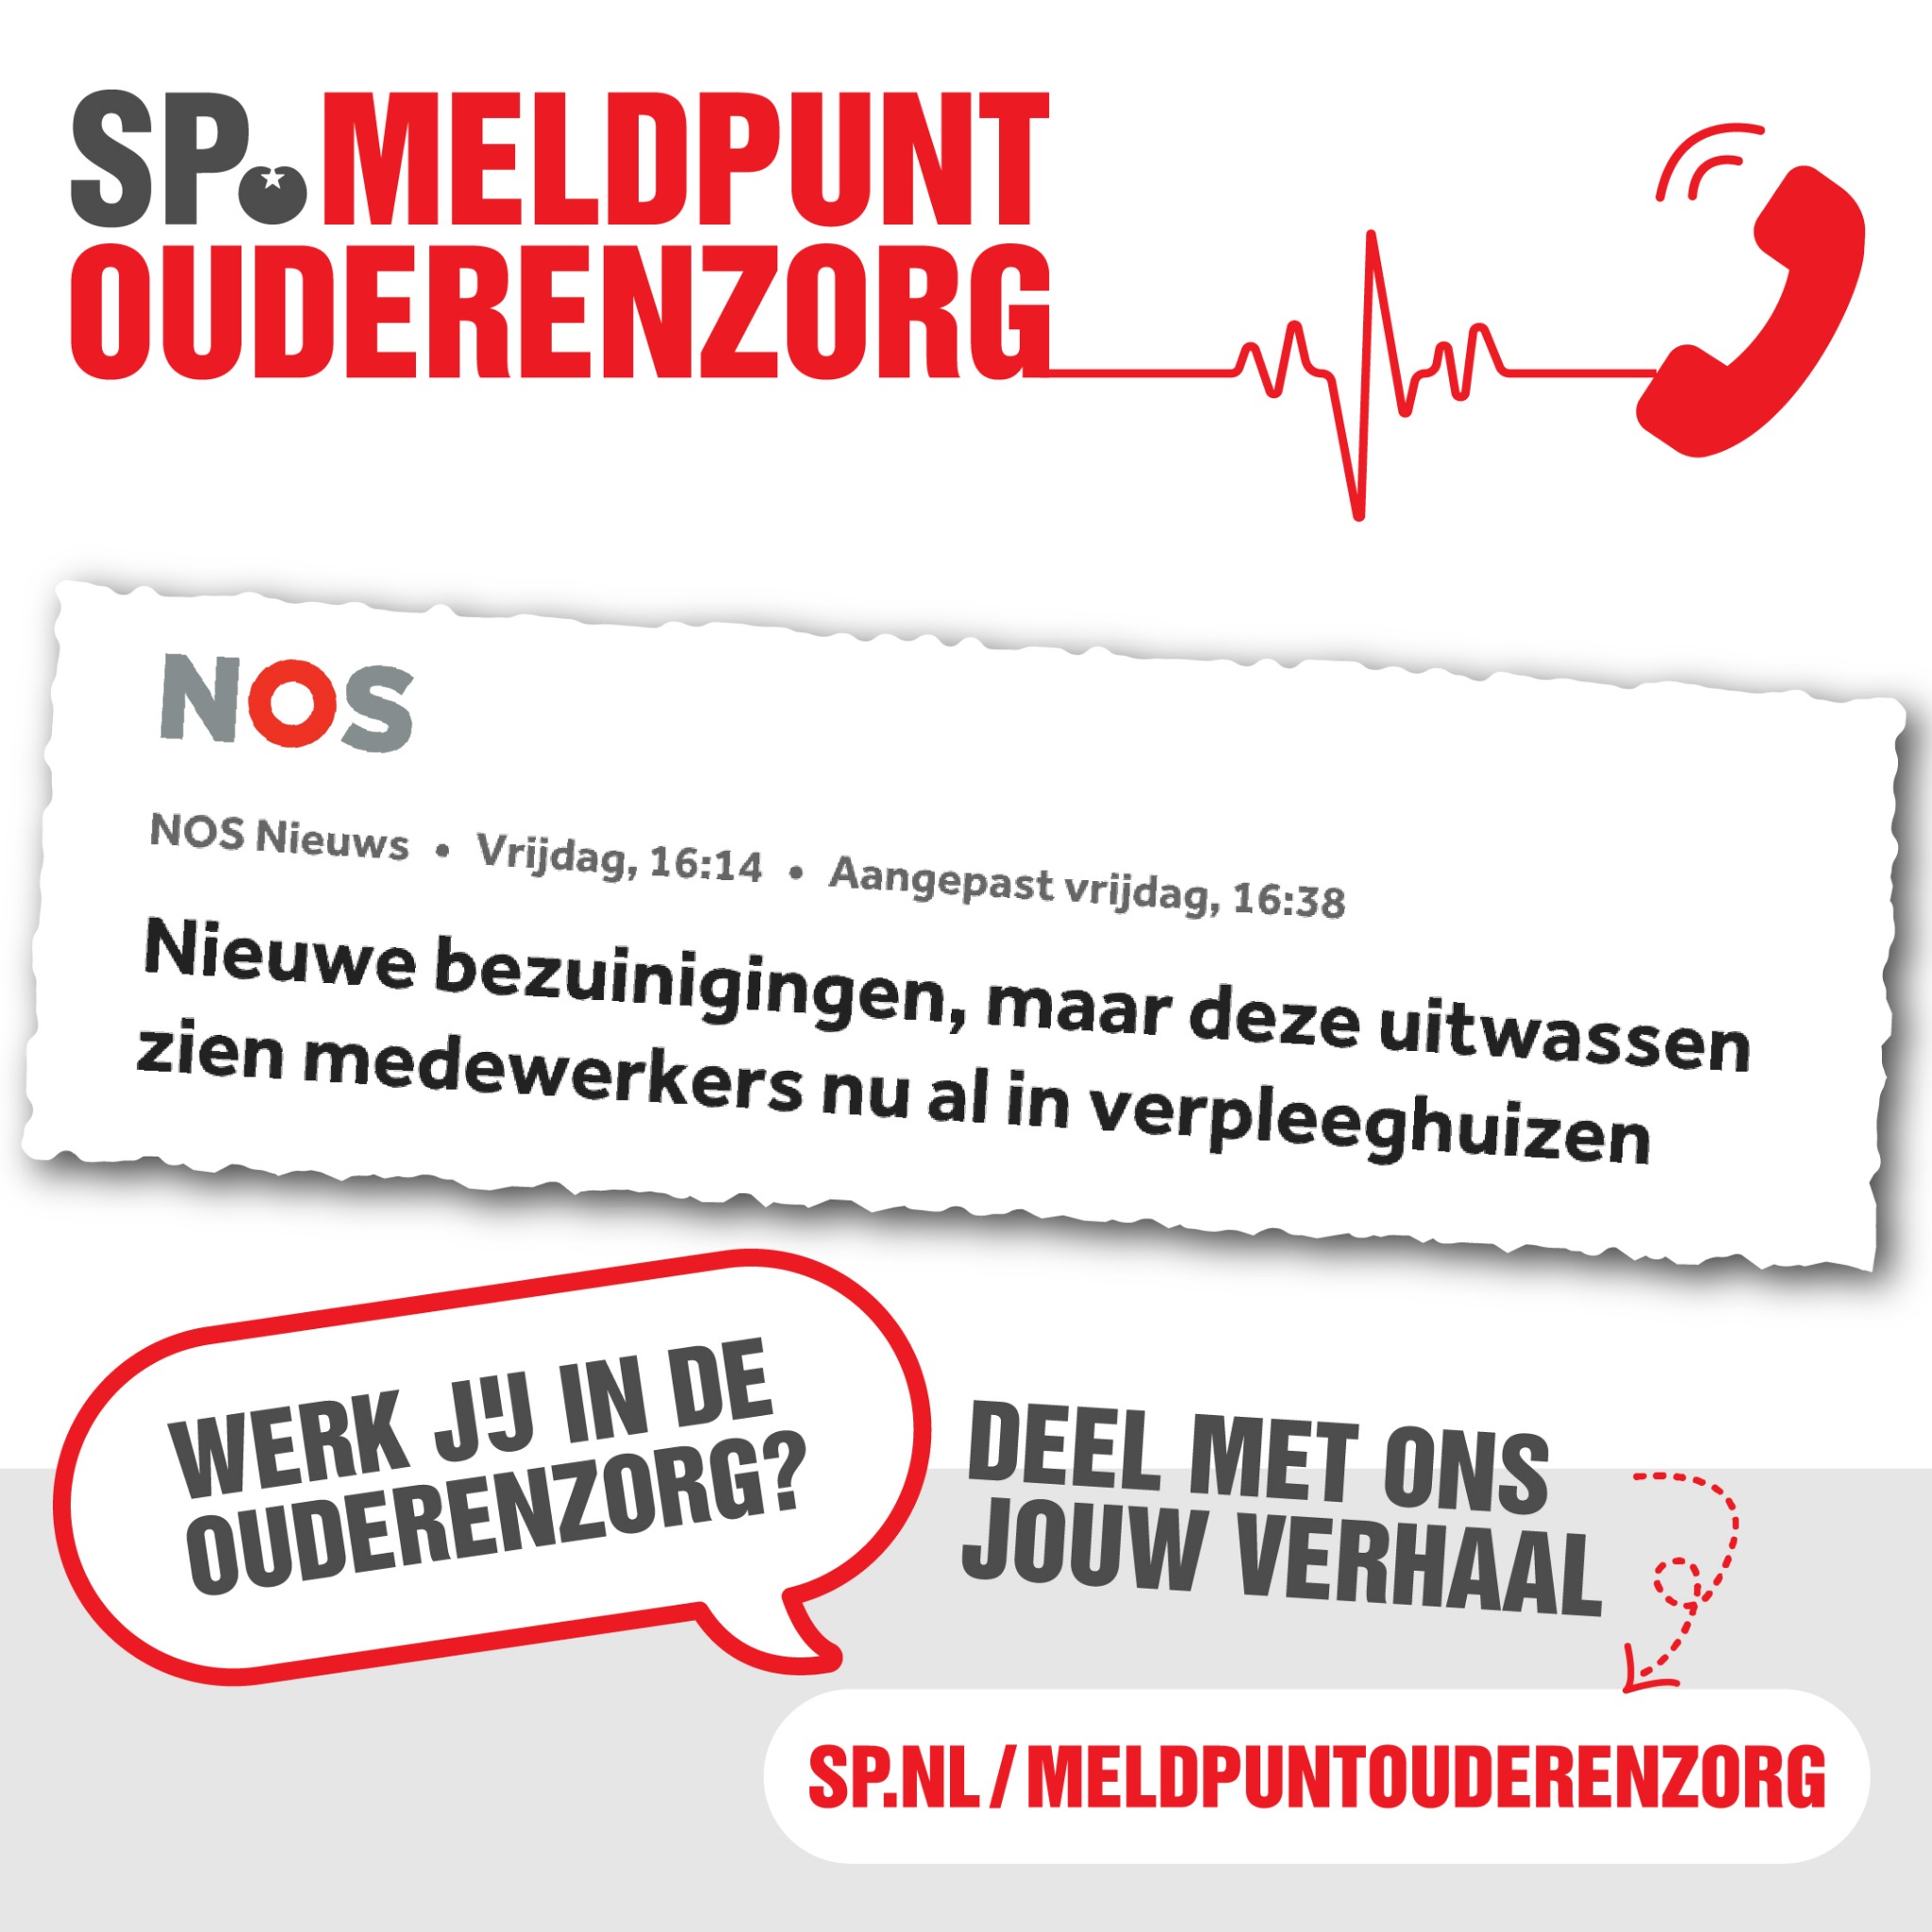 SP. MELDPUNT
OUDERENZORG
NOS
NOS Nieuws • Vrijdag, 16:14 • Aangepast vrijdag, 16:38
Nieuwe bezuinigingen, maar deze uitwassen
zien medewerkers nu al in verpleeghuizen
WERK JIJ IN DE
OUDERENZORG?
DEEL MET ONS
JOUW VERHAAL
SP.NL/MELDPUNTOUDERENZORG